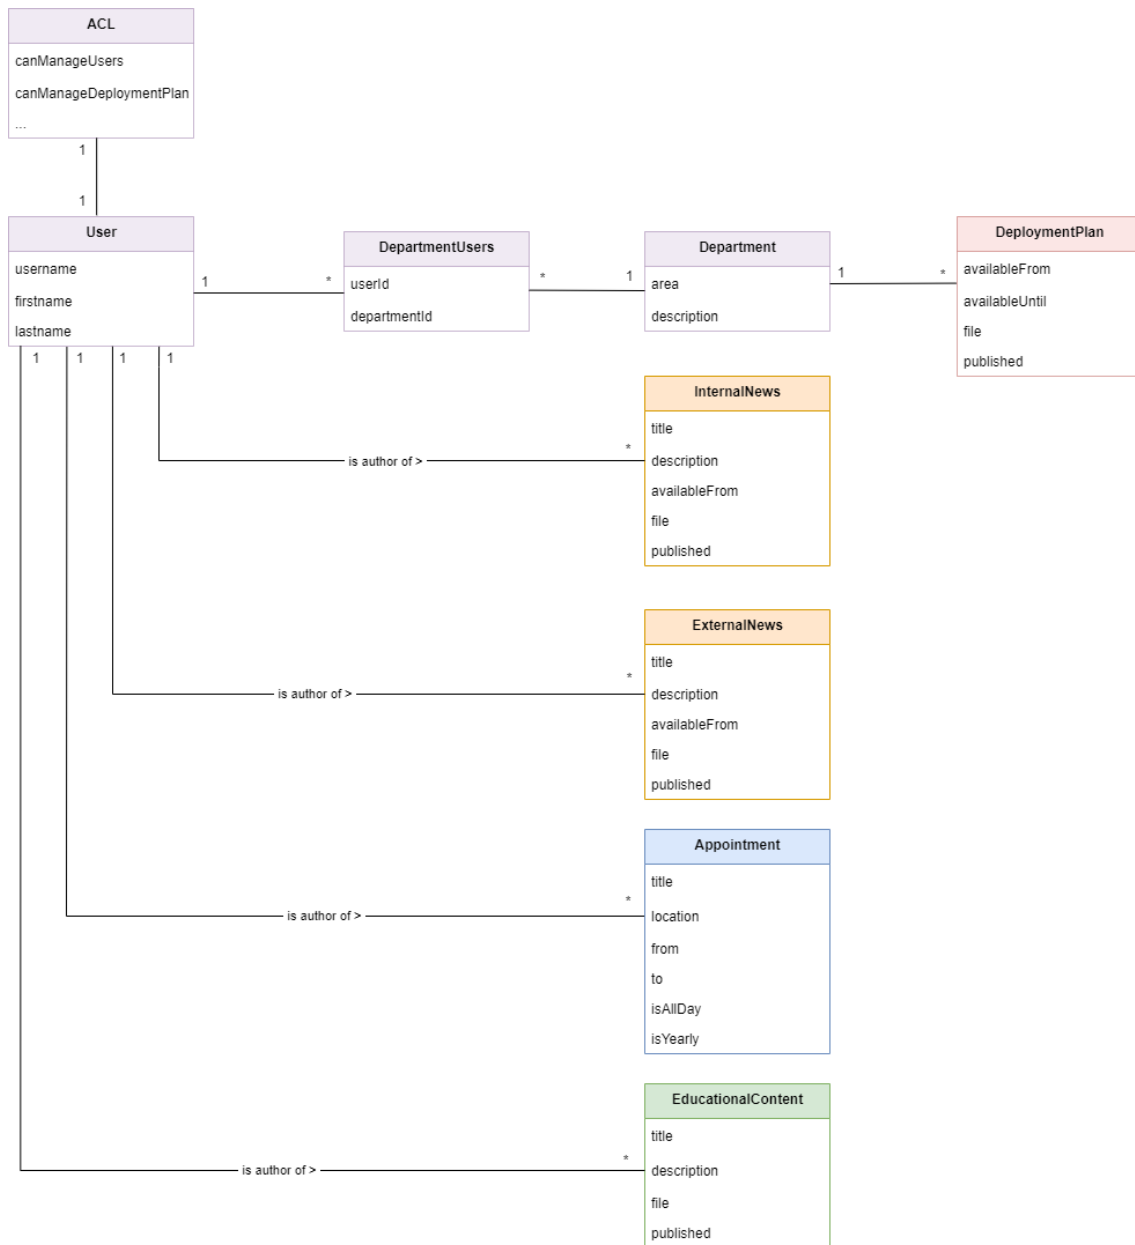 ACL
canManageUsers
canManageDeploymentPlan
...
1
1
User
username
firstname
lastname
1
*
DepartmentUsers
userId
departmentId
*
1
Department
area
description
1
*
DeploymentPlan
availableFrom
availableUntil
file
published
1
1
1
1
is author of >
*
InternalNews
title
description
availableFrom
file
published
is author of >
*
ExternalNews
title
description
availableFrom
file
published
is author of >
*
Appointment
title
location
from
to
isAllDay
isYearly
is author of >
*
EducationalContent
title
description
file
published